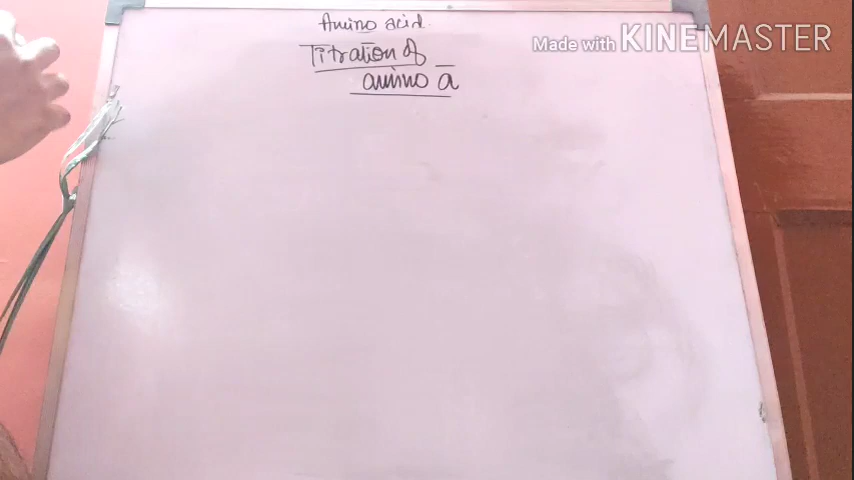 Amino acid.
Titration of
amino a
Made with KINEMASTER